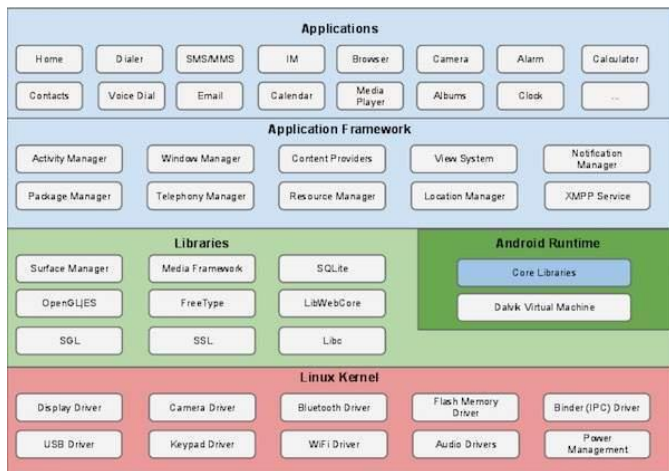 Applications
Home Dialer SMS/MMS IM Browser Camera Alarm Calculator
Contacts Voice Dial Email Calendar Media Player Albums Clock ...
Application Framework
Activity Manager Window Manager Content Providers View System Notification Manager
Package Manager Telephony Manager Resource Manager Location Manager XMPP Service
Libraries Android Runtime
Surface Manager Media Framework SQLite Core Libraries
OpenGL|ES FreeType LibWebCore Dalvik Virtual Machine
SGL SSL Libc
Linux Kernel
Display Driver Camera Driver Bluetooth Driver Flash Memory Driver Binder (IPC) Driver
USB Driver Keypad Driver WiFi Driver Audio Drivers Power Management